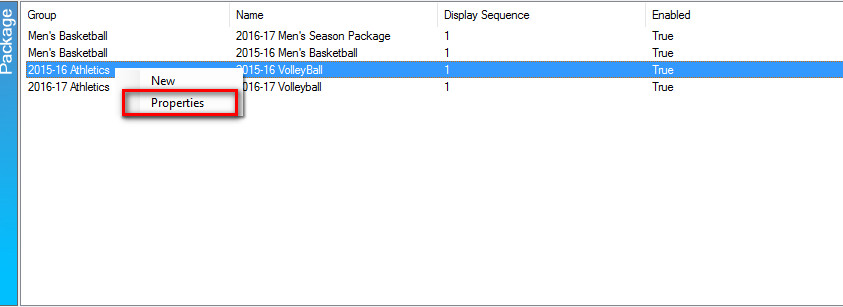 Package
Group Name Display Sequence Enabled
Men's Basketball 2016-17 Men's Season Package 1 True
Men's Basketball 2015-16 Men's Basketball 1 True
2015-16 Athletics 2015-16 VolleyBall 1 True
2016-17 Athletics 016-17 Volleyball 1 True
New
Properties